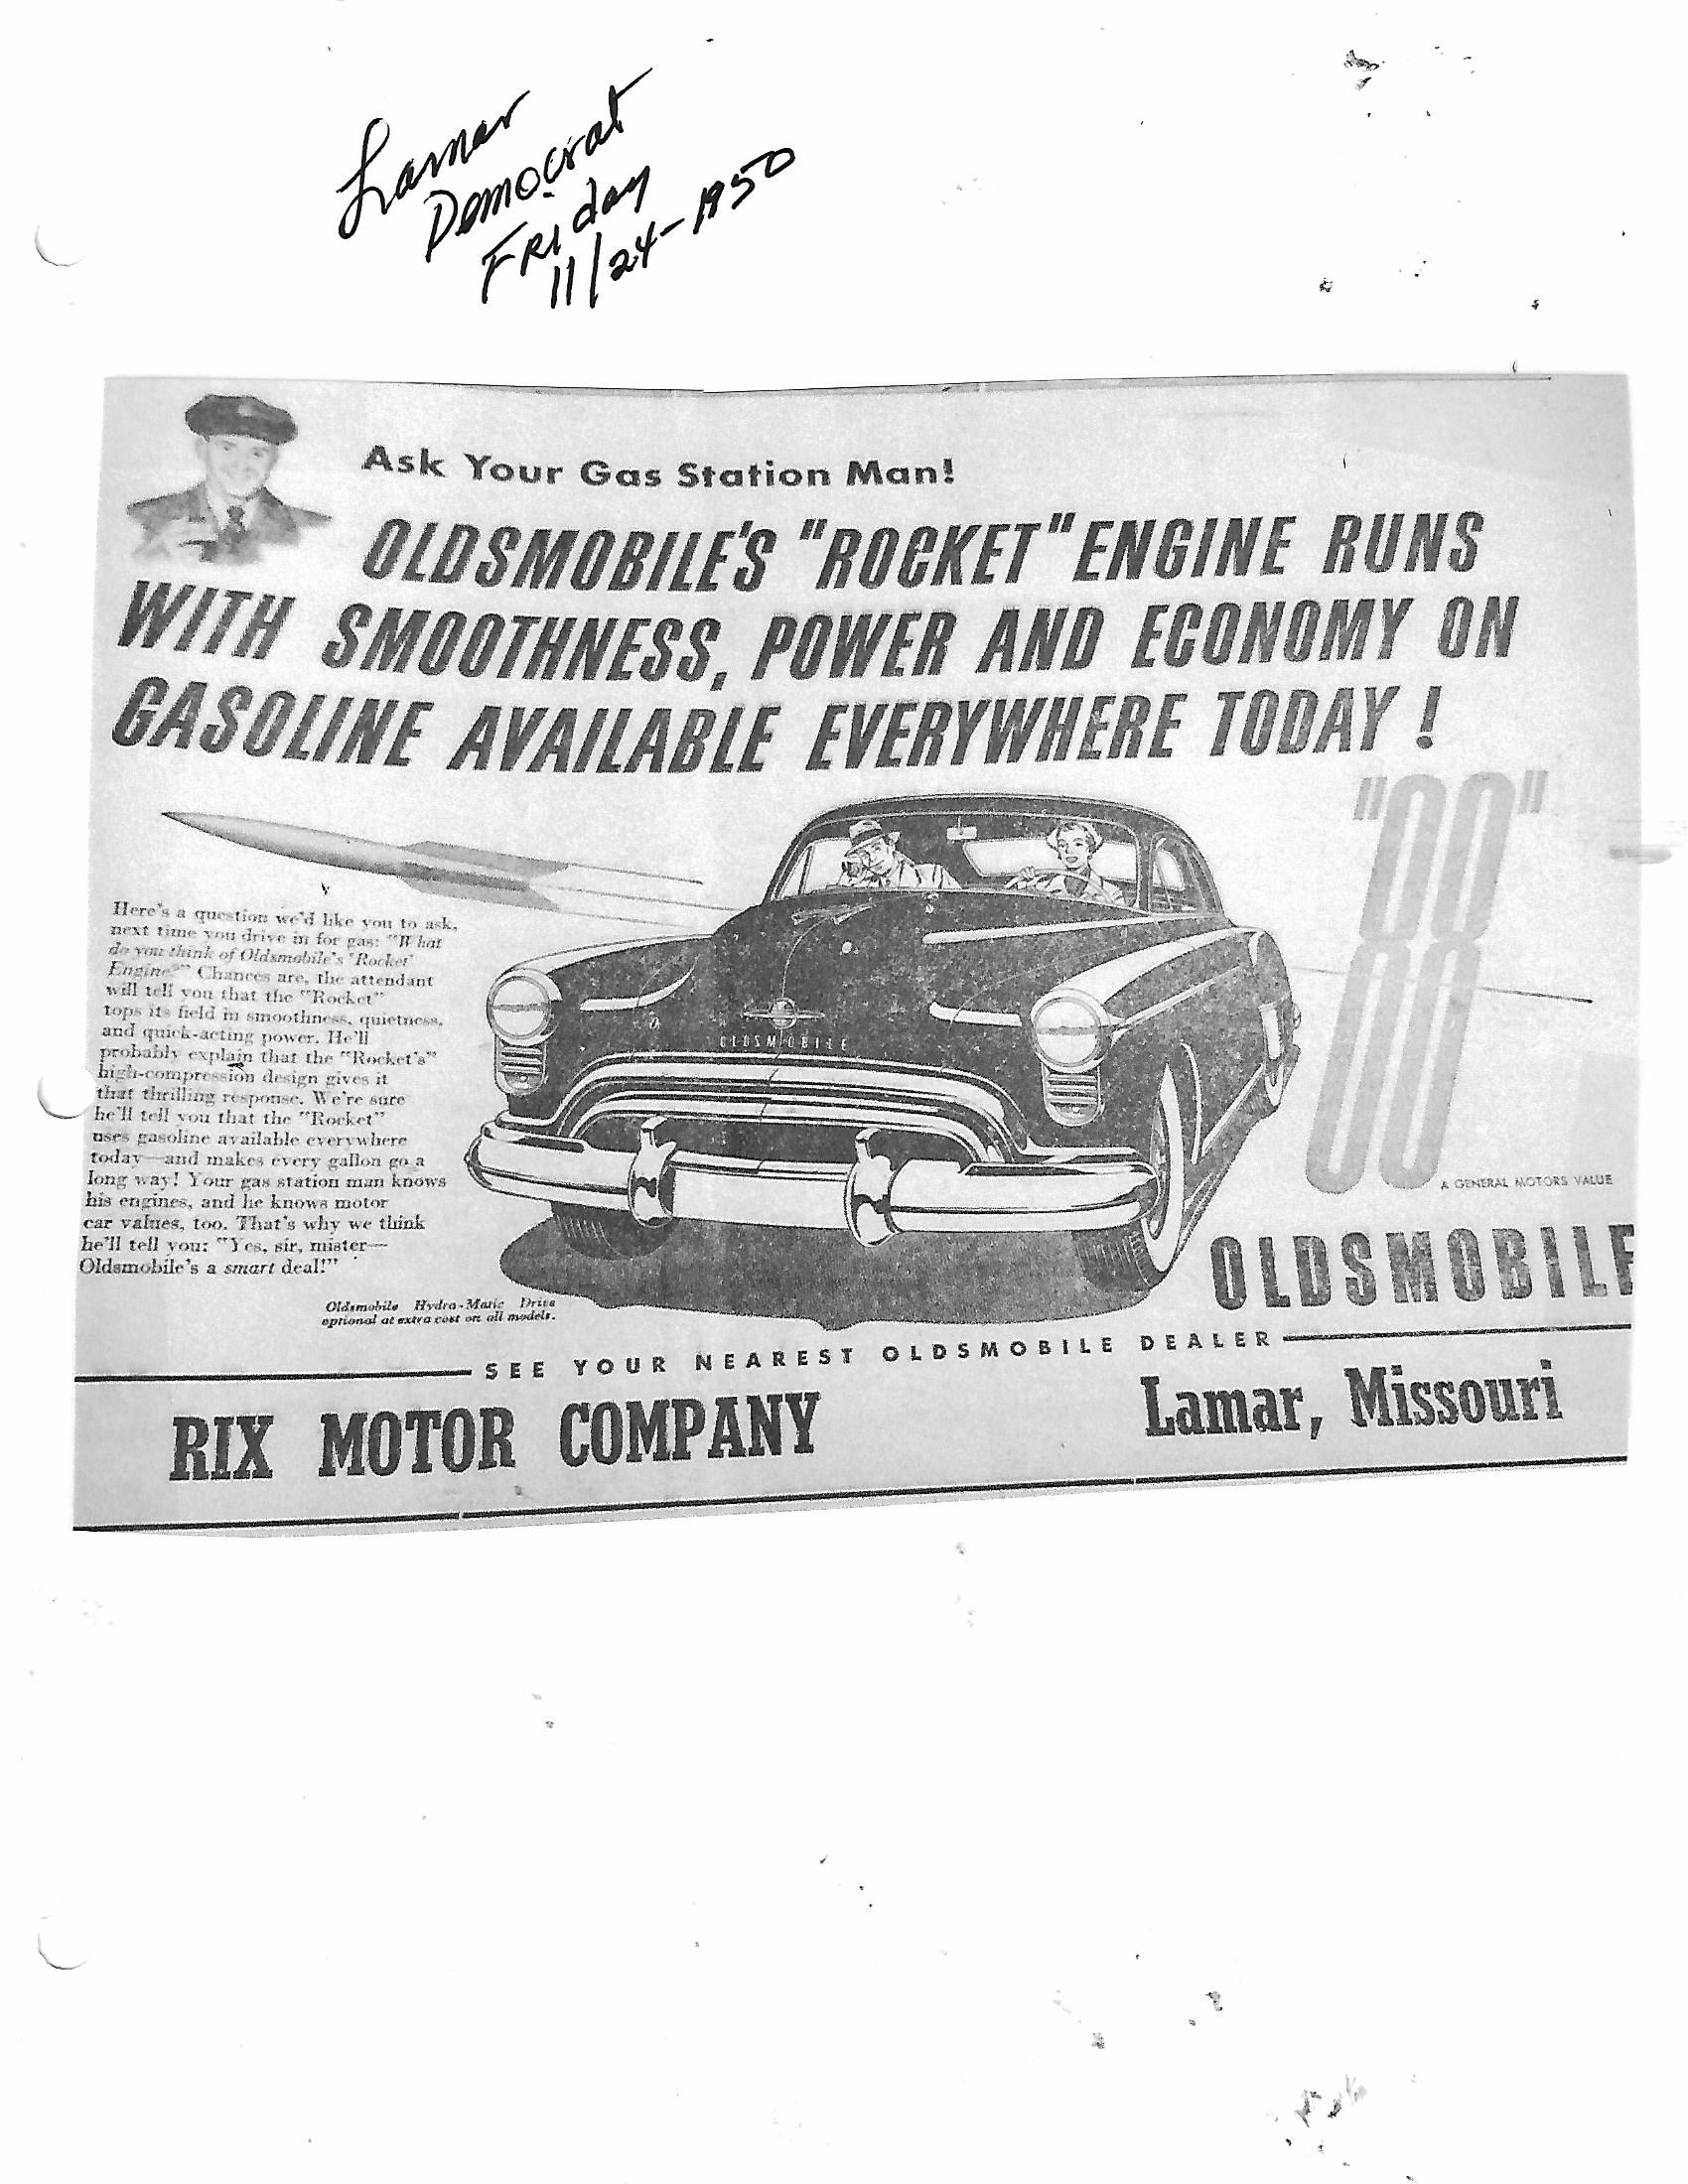 Lamar
Democrat
FRIday
11/24-1950
Ask Your Gas Station Man!
OLDSMOBILE'S "ROCKET" ENGINE RUNS
WITH SMOOTHNESS, POWER AND ECONOMY ON
GASOLINE AVAILABLE EVERYWHERE TODAY!
"88"
Here's a question we'd like you to ask,
next time you drive in for gas: "What
do you think of Oldsmobile's 'Rocket'
Engine?" Chances are, the attendant
will tell you that the "Rocket"
tops its field in smoothness, quietness,
and quick-acting power. He'll
probably explain that the "Rocket's"
high-compression design gives it
that thrilling response. We're sure
he'll tell you that the "Rocket"
uses gasoline available everywhere
today—and makes every gallon go a
long way! Your gas station man knows
his engines, and he knows motor
car values, too. That's why we think
he'll tell you: "Yes, sir, mister—
Oldsmobile's a smart deal!"
OLDSMOBILE
Oldsmobile Hydra-Matic Drive
optional at extra cost on all models.
A GENERAL MOTORS VALUE
OLDSMOBILE
SEE YOUR NEAREST OLDSMOBILE DEALER
RIX MOTOR COMPANY
Lamar, Missouri